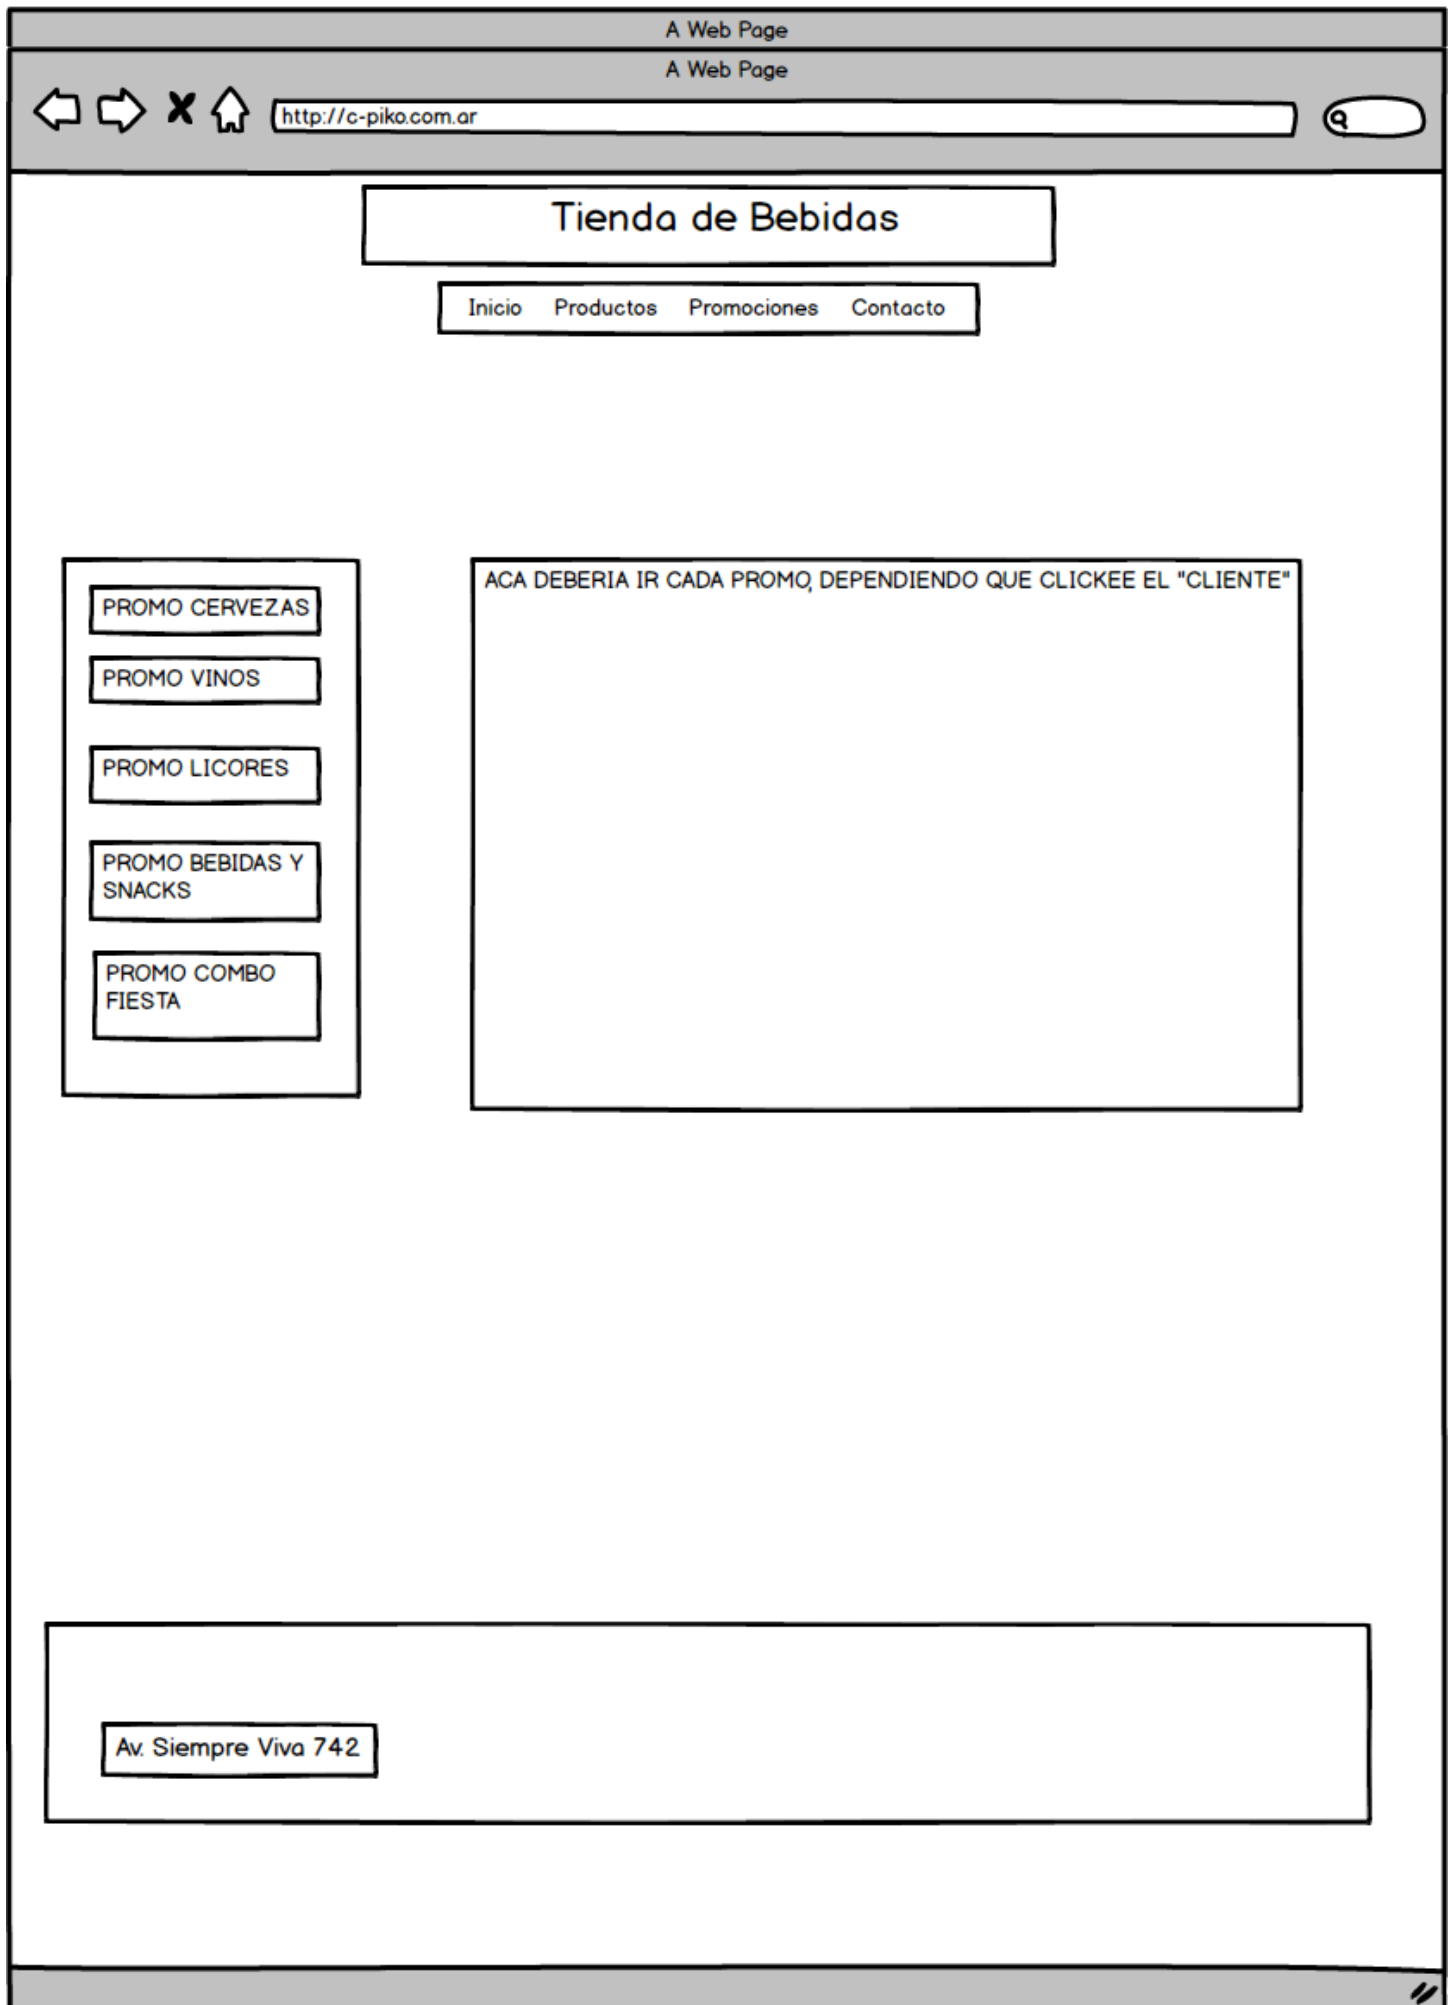 A Web Page
A Web Page
http://c-piko.com.ar
Tienda de Bebidas
Inicio Productos Promociones Contacto
PROMO CERVEZAS
PROMO VINOS
PROMO LICORES
PROMO BEBIDAS Y
SNACKS
PROMO COMBO
FIESTA
ACA DEBERIA IR CADA PROMO, DEPENDIENDO QUE CLICKEE EL "CLIENTE"
Av. Siempre Viva 742